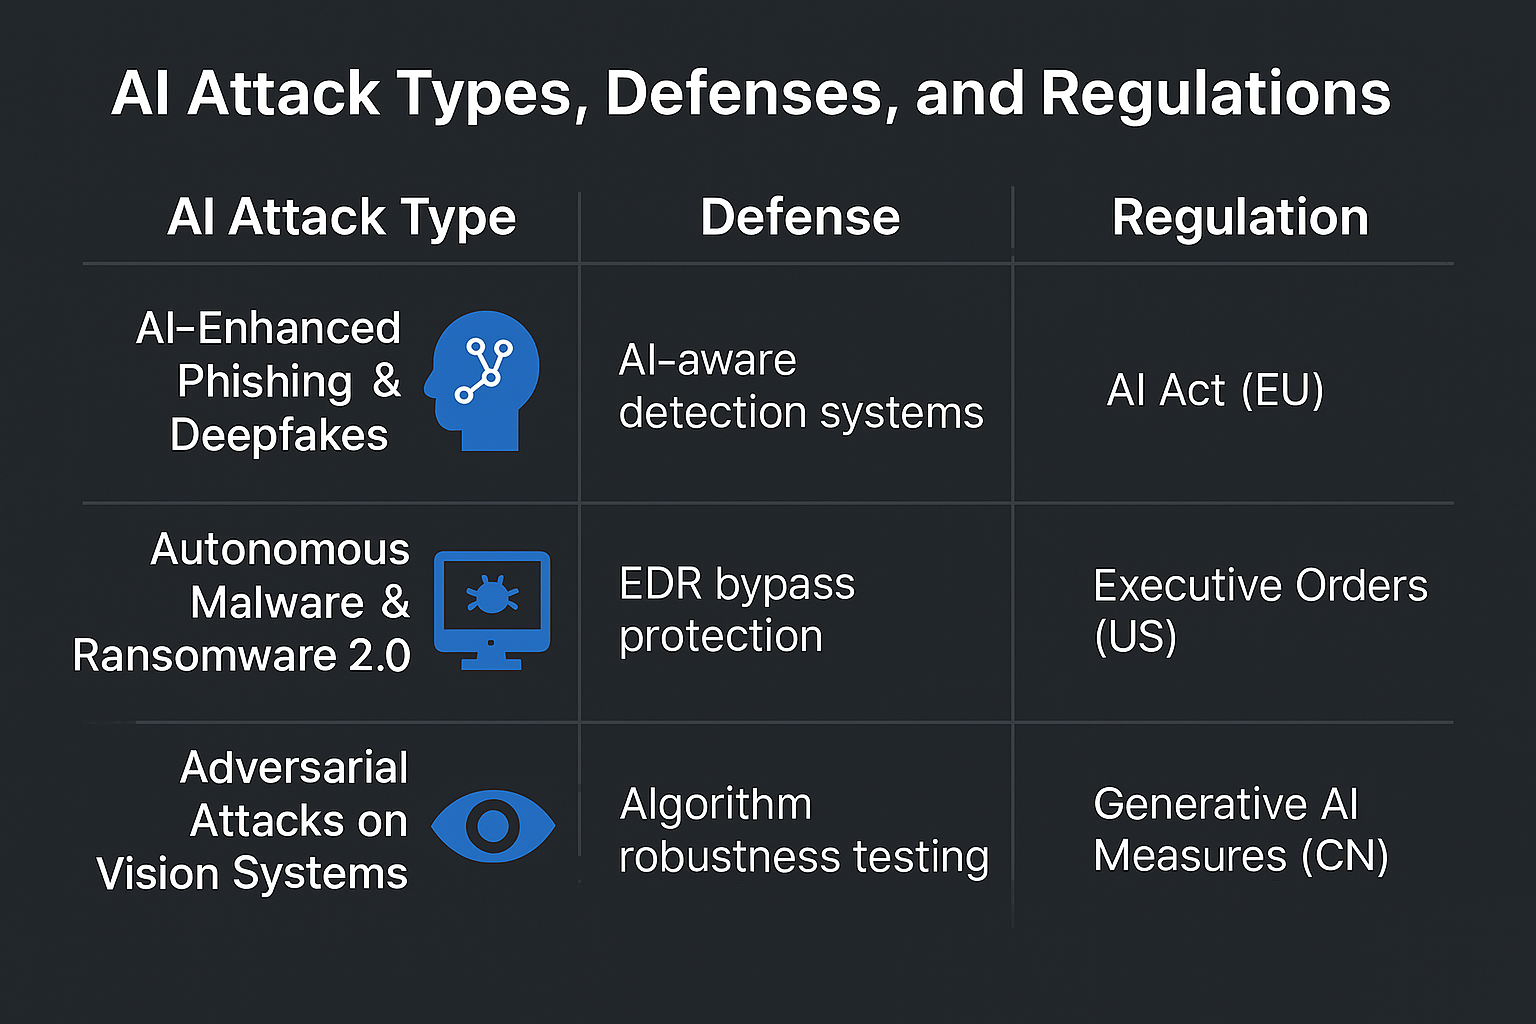 AI Attack Types, Defenses, and Regulations
AI Attack Type
Defense
Regulation
AI-Enhanced
Phishing &
Deepfakes
AI-aware
detection systems
AI Act (EU)
Autonomous
Malware &
Ransomware 2.0
EDR bypass
protection
Executive Orders
(US)
Adversarial
Attacks on
Vision Systems
Algorithm
robustness testing
Generative AI
Measures (CN)